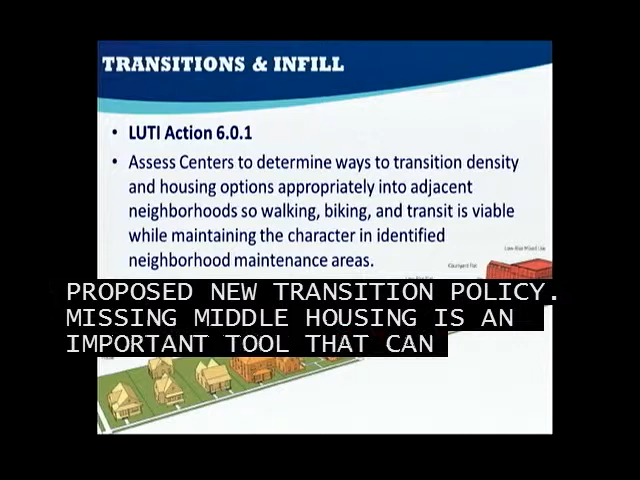 TRANSITIONS & INFILL
• LUTI Action 6.0.1
• Assess Centers to determine ways to transition density
and housing options appropriately into adjacent
neighborhoods so walking, biking, and transit is viable
while maintaining the character in identified
neighborhood maintenance areas.
PROPOSED NEW TRANSITION POLICY.
MISSING MIDDLE HOUSING IS AN
IMPORTANT TOOL THAT CAN